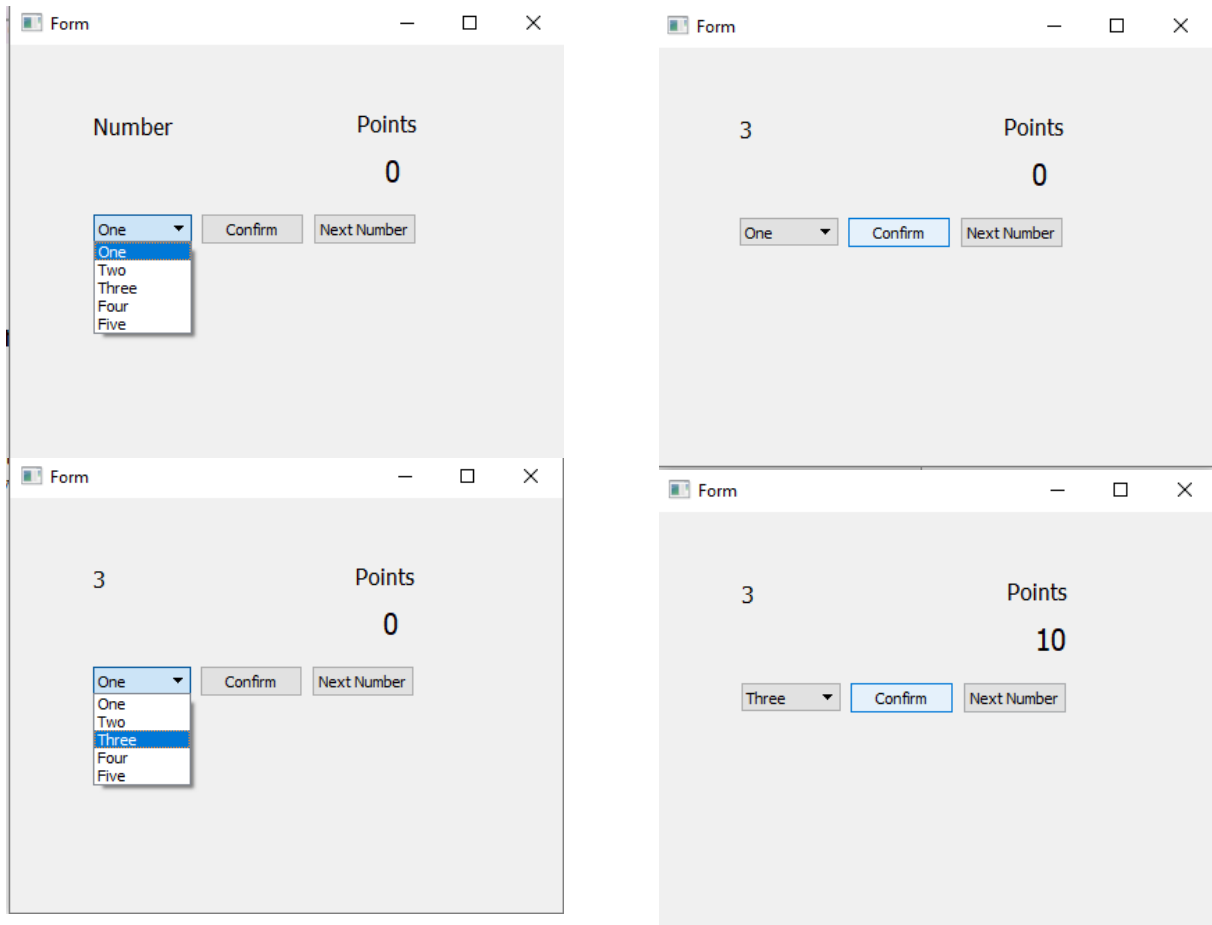 Form
Number
Points
0
One
Confirm
Next Number
One
Two
Three
Four
Five
Form
3
Points
0
One
Confirm
Next Number
Form
3
Points
0
One
Confirm
Next Number
One
Two
Three
Four
Five
Form
3
Points
10
Three
Confirm
Next Number